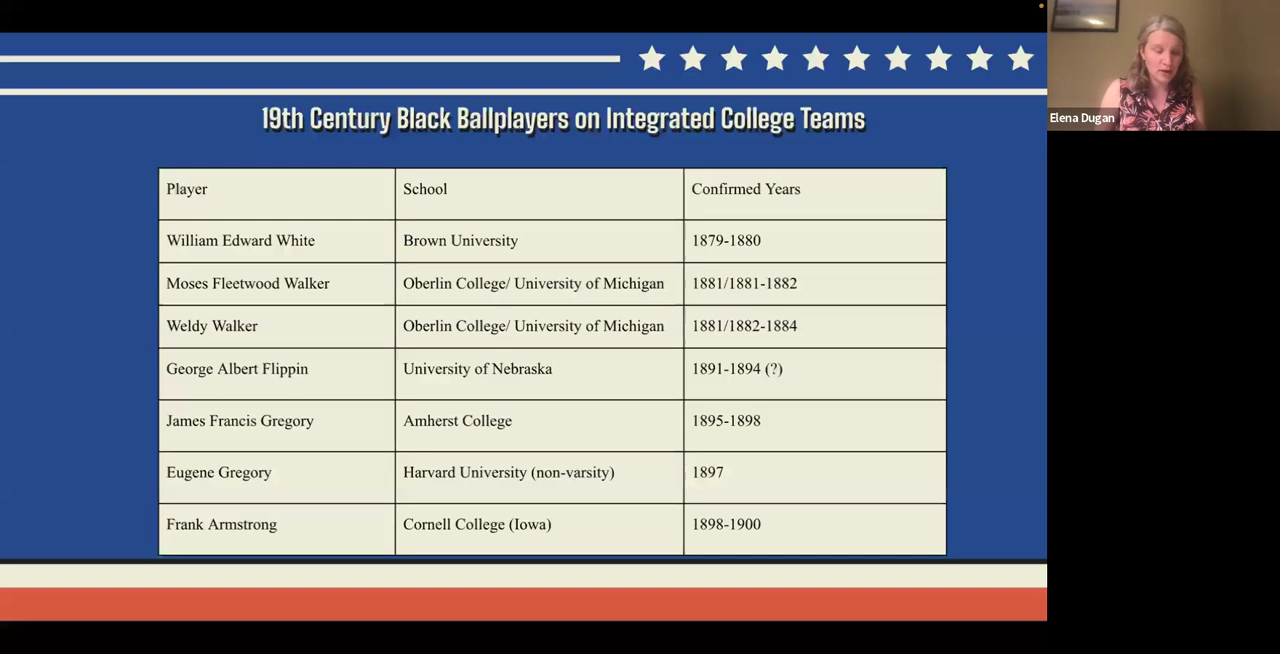 19th Century Black Ballplayers on Integrated College Teams
Elena Dugan
Player School Confirmed Years
William Edward White Brown University 1879-1880
Moses Fleetwood Walker Oberlin College/ University of Michigan 1881/1881-1882
Weldy Walker Oberlin College/ University of Michigan 1881/1882-1884
George Albert Flippin University of Nebraska 1891-1894 (?)
James Francis Gregory Amherst College 1895-1898
Eugene Gregory Harvard University (non-varsity) 1897
Frank Armstrong Cornell College (Iowa) 1898-1900